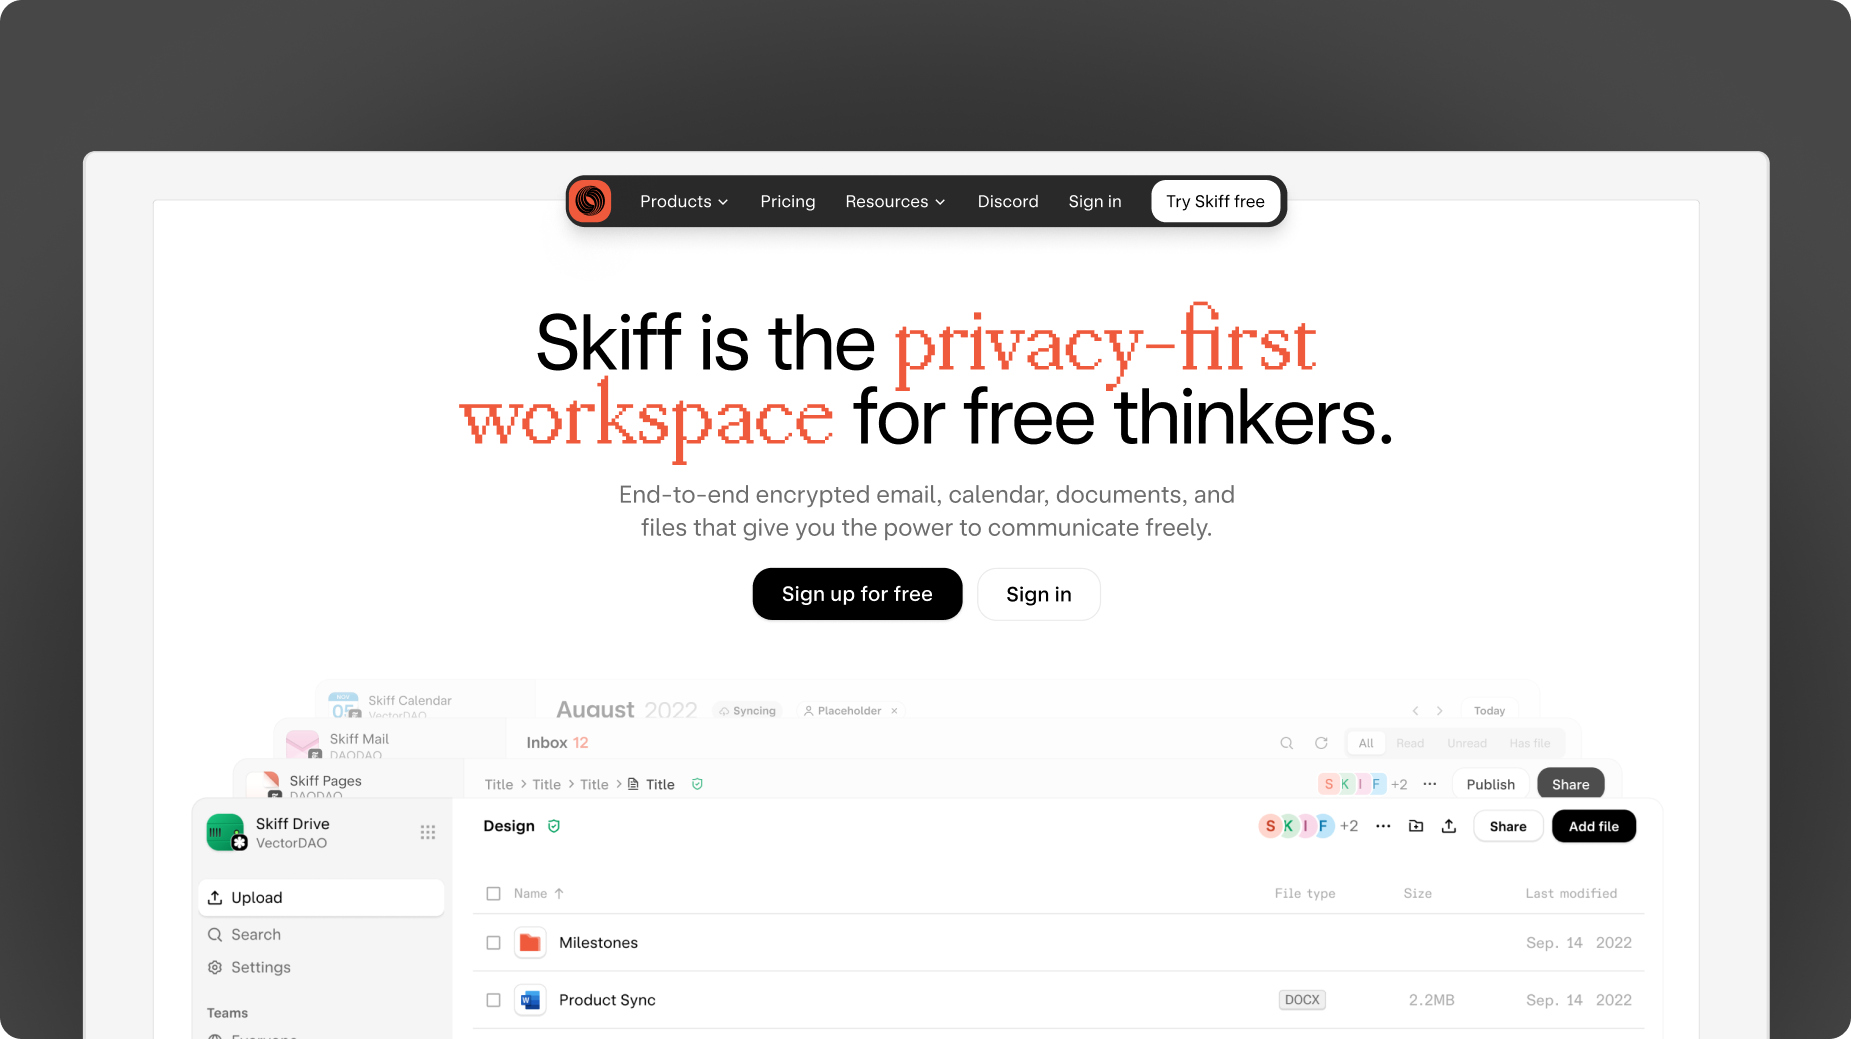 Products Pricing Resources Discord Sign in Try Skiff free
Skiff is the privacy-first
workspace for free thinkers.
End-to-end encrypted email, calendar, documents, and
files that give you the power to communicate freely.
Sign up for free Sign in
NOV
05
Skiff Calendar
VectorDAO
August 2022 Syncing Placeholder × Today
Skiff Mail
DAODAO
Inbox 12 All Read Unread Has file
Skiff Pages
DAODAO
Title > Title > Title > Title S K I F +2 ... Publish Share
Skiff Drive
VectorDAO
Design S K I F +2 ... Share Add file
Upload
Search
Settings
Teams
Everyone
Name ↑ File type Size Last modified
Milestones Sep. 14 2022
W Product Sync DOCX 2.2MB Sep. 14 2022